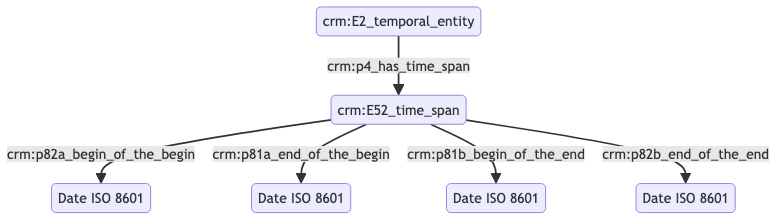 crm:E2_temporal_entity
crm:p4_has_time_span
crm:E52_time_span
crm:p82a_begin_of_the_begin
crm:p81a_end_of_the_begin
crm:p81b_begin_of_the_end
crm:p82b_end_of_the_end
Date ISO 8601
Date ISO 8601
Date ISO 8601
Date ISO 8601